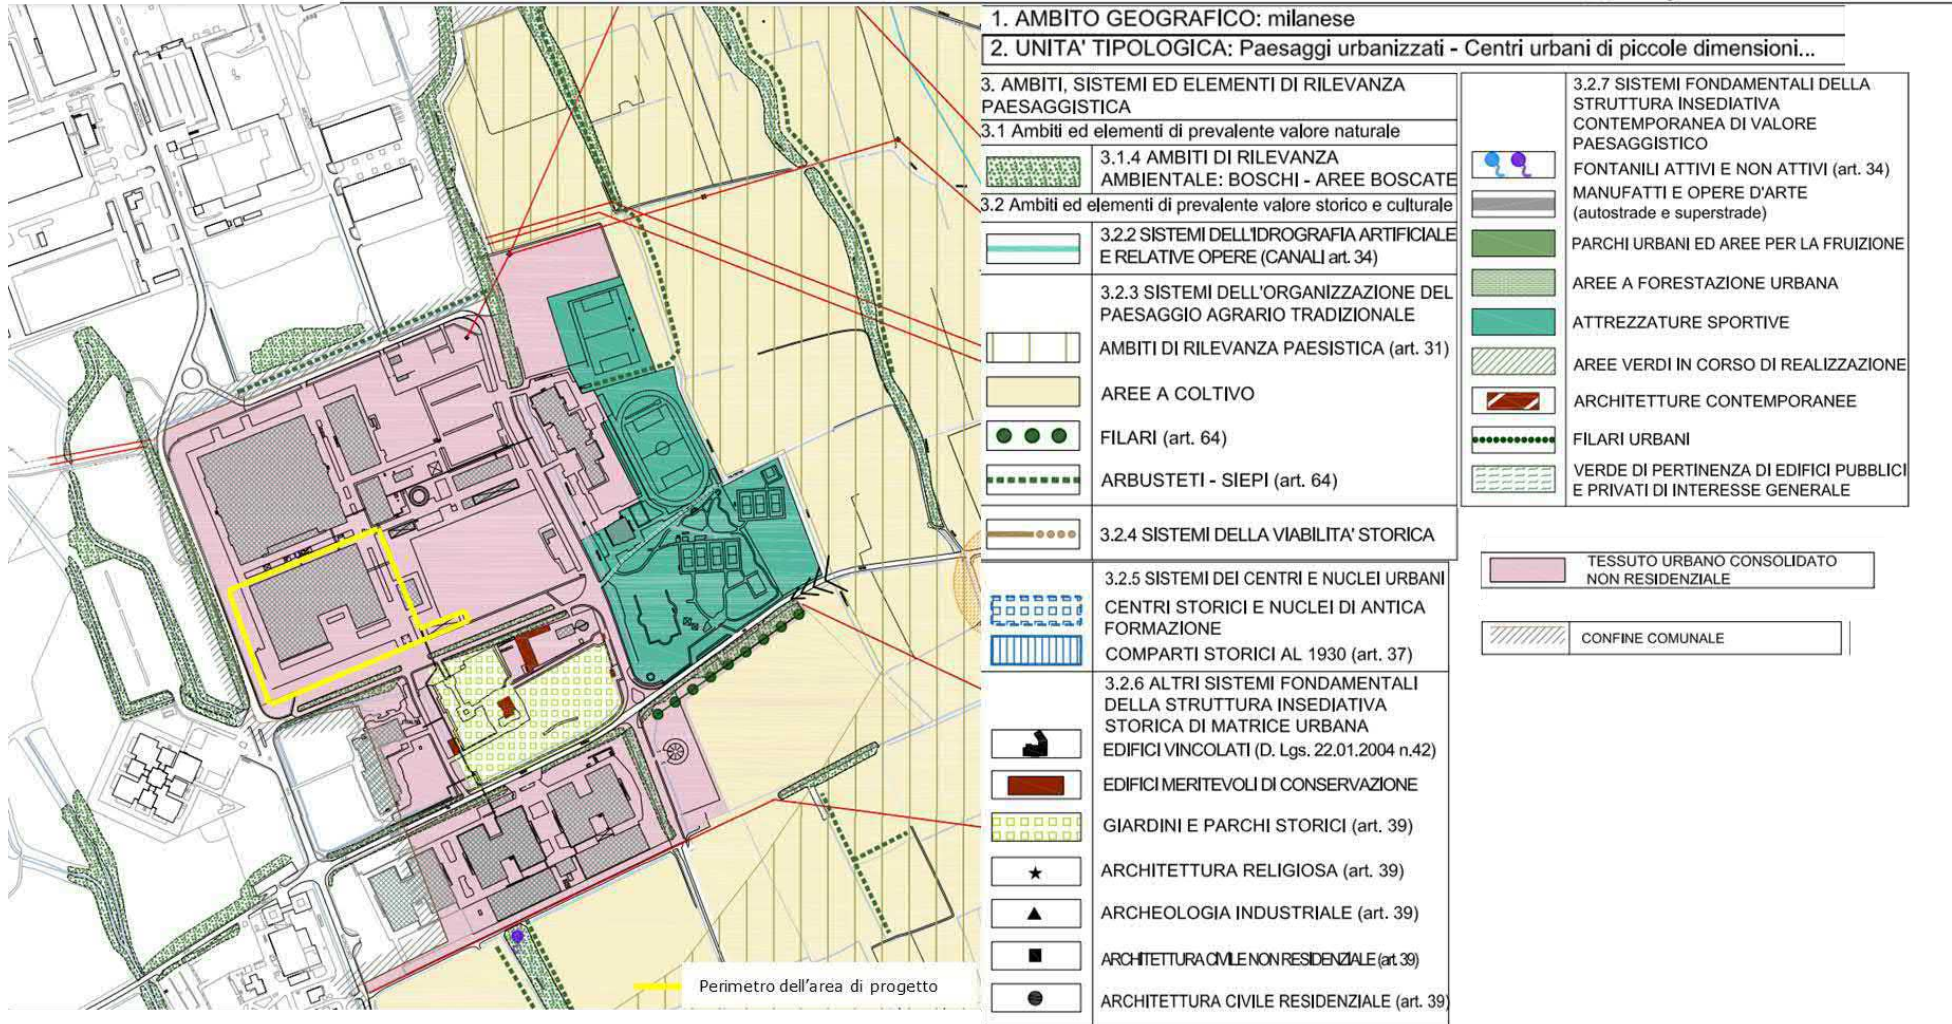 1. AMBITO GEOGRAFICO: milanese
2. UNITA' TIPOLOGICA: Paesaggi urbanizzati - Centri urbani di piccole dimensioni...
3. AMBITI, SISTEMI ED ELEMENTI DI RILEVANZA
PAESAGGISTICA
3.1 Ambiti ed elementi di prevalente valore naturale
3.1.4 AMBITI DI RILEVANZA
AMBIENTALE: BOSCHI - AREE BOSCATE
3.2 Ambiti ed elementi di prevalente valore storico e culturale
3.2.2 SISTEMI DELL'IDROGRAFIA ARTIFICIALE
E RELATIVE OPERE (CANALI art. 34)
3.2.3 SISTEMI DELL'ORGANIZZAZIONE DEL
PAESAGGIO AGRARIO TRADIZIONALE
AMBITI DI RILEVANZA PAESISTICA (art. 31)
AREE A COLTIVO
FILARI (art. 64)
ARBUSTETI - SIEPI (art. 64)
3.2.4 SISTEMI DELLA VIABILITA' STORICA
3.2.5 SISTEMI DEI CENTRI E NUCLEI URBANI
CENTRI STORICI E NUCLEI DI ANTICA
FORMAZIONE
COMPARTI STORICI AL 1930 (art. 37)
3.2.6 ALTRI SISTEMI FONDAMENTALI
DELLA STRUTTURA INSEDIATIVA
STORICA DI MATRICE URBANA
EDIFICI VINCOLATI (D. Lgs. 22.01.2004 n.42)
EDIFICI MERITEVOLI DI CONSERVAZIONE
GIARDINI E PARCHI STORICI (art. 39)
ARCHITETTURA RELIGIOSA (art. 39)
ARCHEOLOGIA INDUSTRIALE (art. 39)
ARCHITETTURA CIVILE NON RESIDENZIALE (art. 39)
ARCHITETTURA CIVILE RESIDENZIALE (art. 39)
3.2.7 SISTEMI FONDAMENTALI DELLA
STRUTTURA INSEDIATIVA
CONTEMPORANEA DI VALORE
PAESAGGISTICO
FONTANILI ATTIVI E NON ATTIVI (art. 34)
MANUFATTI E OPERE D'ARTE
(autostrade e superstrade)
PARCHI URBANI ED AREE PER LA FRUIZIONE
AREE A FORESTAZIONE URBANA
ATTREZZATURE SPORTIVE
AREE VERDI IN CORSO DI REALIZZAZIONE
ARCHITETTURE CONTEMPORANEE
FILARI URBANI
VERDE DI PERTINENZA DI EDIFICI PUBBLICI
E PRIVATI DI INTERESSE GENERALE
TESSUTO URBANO CONSOLIDATO
NON RESIDENZIALE
CONFINE COMUNALE
Perimetro dell'area di progetto